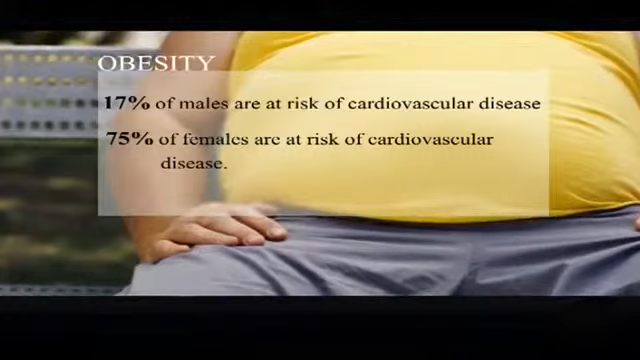 OBESITY
17% of males are at risk of cardiovascular disease
75% of females are at risk of cardiovascular
disease.